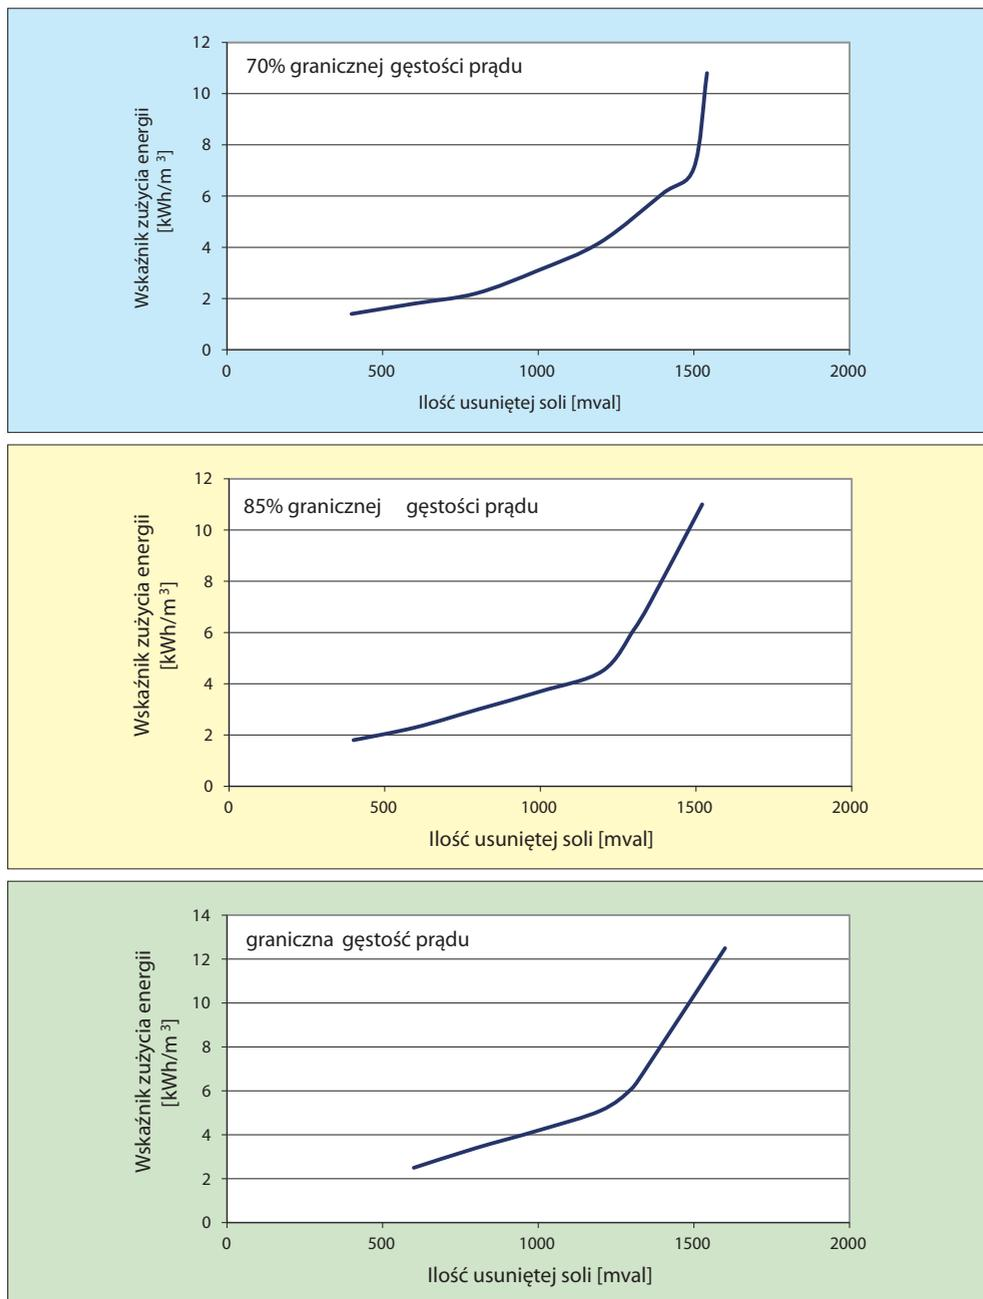 12
70% granicznej gęstości prądu
10
8
6
4
2
0
Wskaźnik zużycia energii
[kWh/m ³]
0 500 1000 1500 2000
Ilość usuniętej soli [mval]
12
85% granicznej gęstości prądu
10
8
6
4
2
0
Wskaźnik zużycia energii
[kWh/m ³]
0 500 1000 1500 2000
Ilość usuniętej soli [mval]
14
graniczna gęstość prądu
12
10
8
6
4
2
0
Wskaźnik zużycia energii
[kWh/m ³]
0 500 1000 1500 2000
Ilość usuniętej soli [mval]